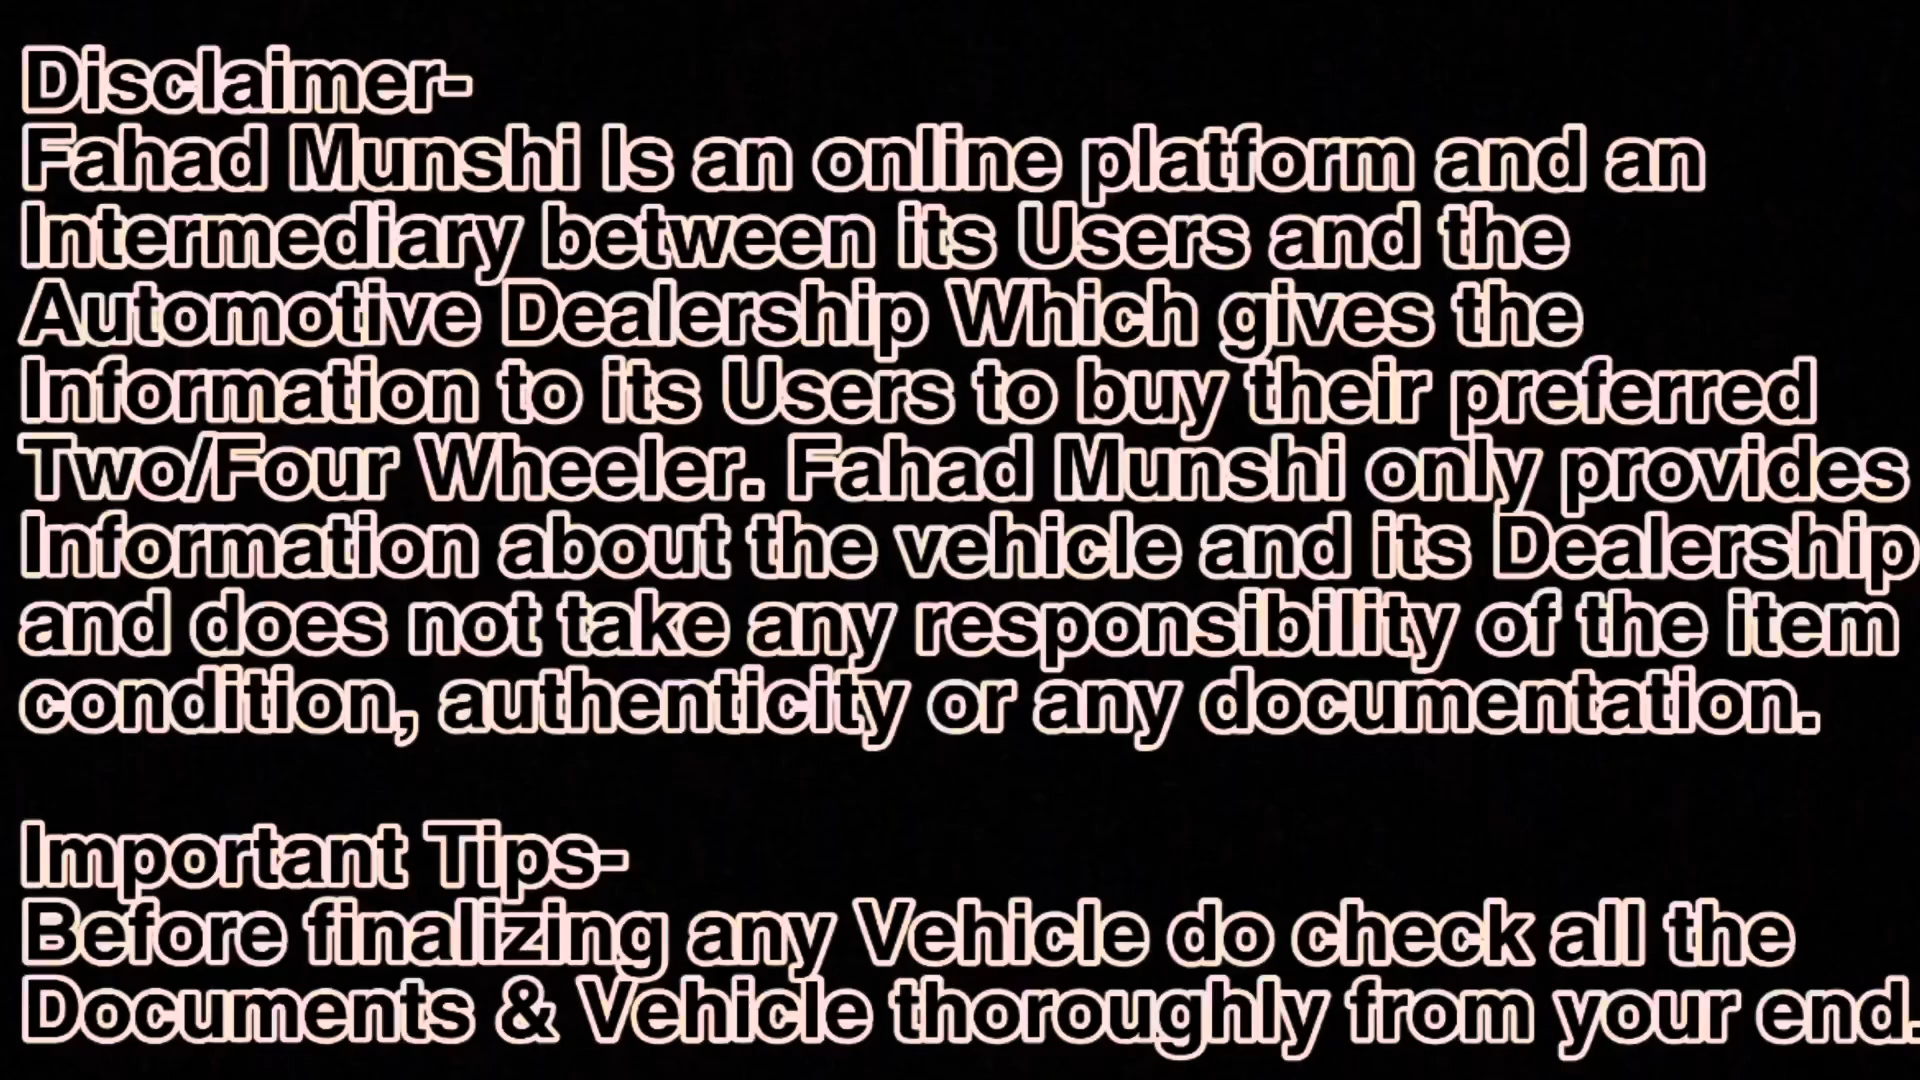 Disclaimer-
Fahad Munshi Is an online platform and an
Intermediary between its Users and the
Automotive Dealership Which gives the
Information to its Users to buy their preferred
Two/Four Wheeler. Fahad Munshi only provides
Information about the vehicle and its Dealership
and does not take any responsibility of the item
condition, authenticity or any documentation.
Important Tips-
Before finalizing any Vehicle do check all the
Documents & Vehicle thoroughly from your end.